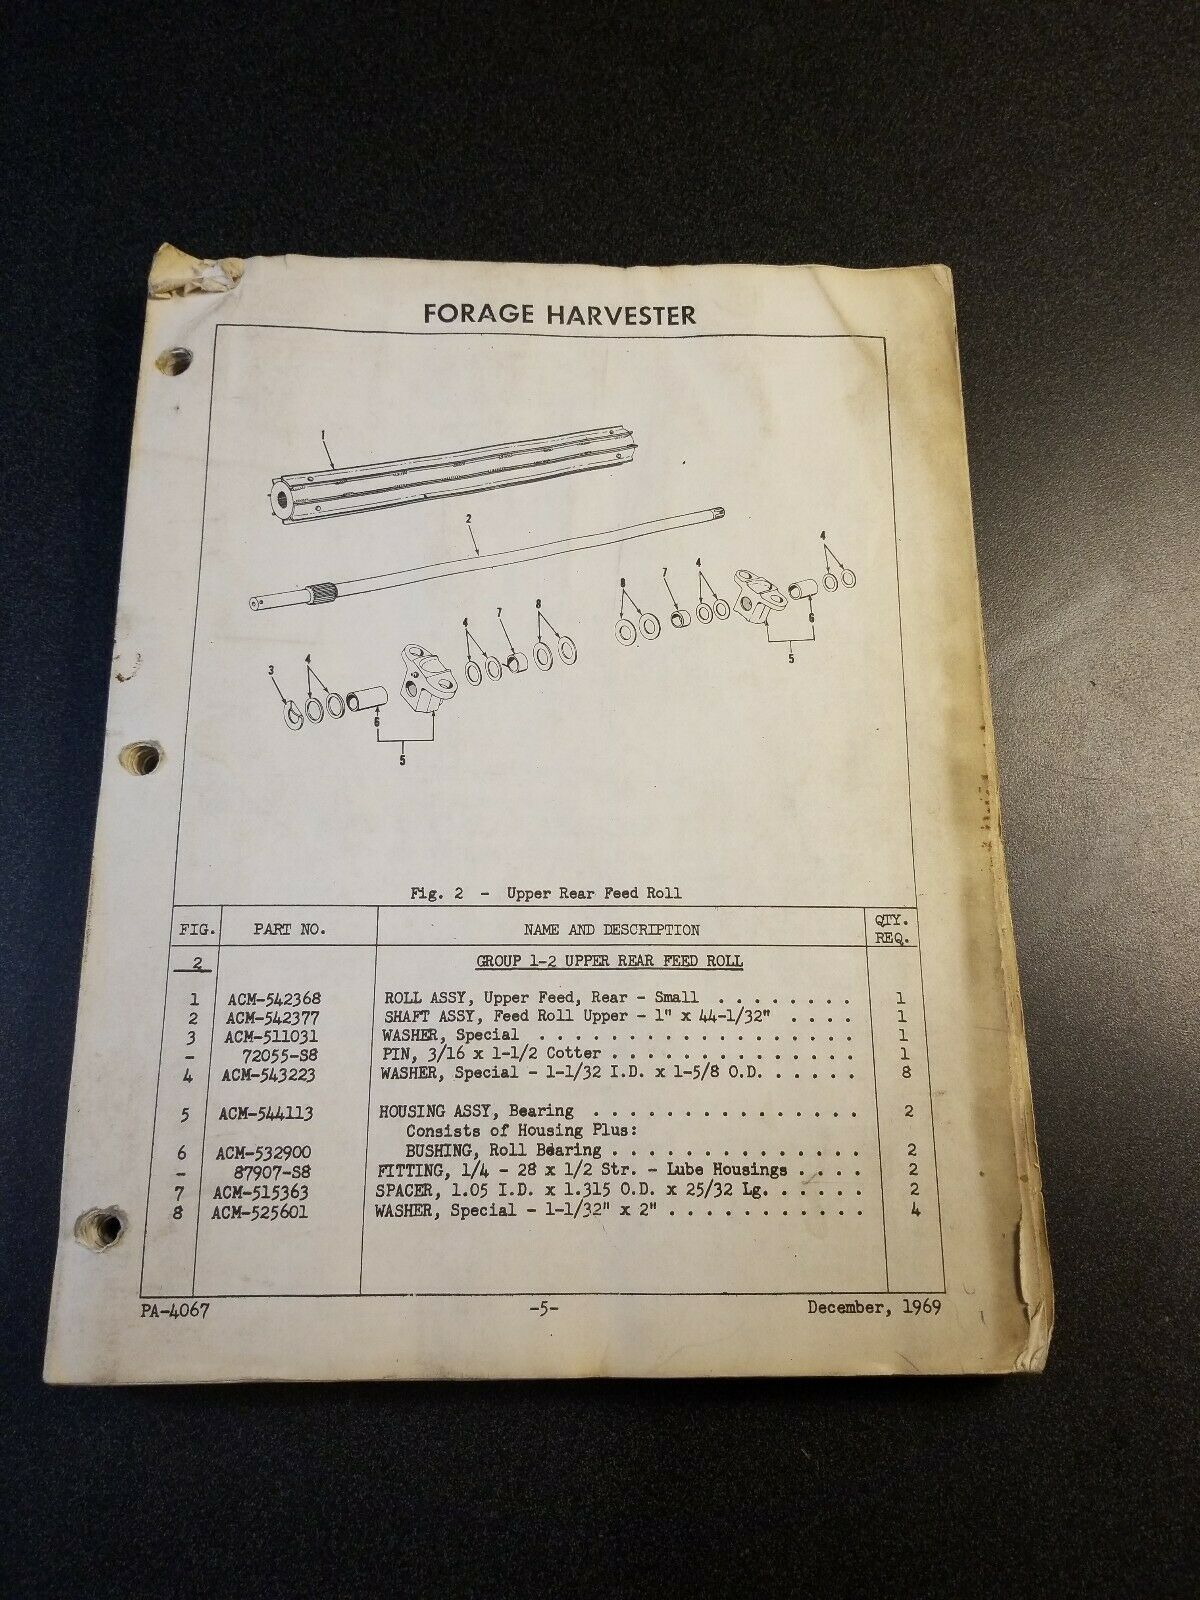 FORAGE HARVESTER
1
2
4
4
7
8
6
8
7
5
4
4
3
6
5
Fig. 2 - Upper Rear Feed Roll
FIG. PART NO. NAME AND DESCRIPTION QTY. REQ.
2 GROUP 1-2 UPPER REAR FEED ROLL
1 ACM-542368 ROLL ASSY, Upper Feed, Rear - Small . . . . . . . . 1
2 ACM-542377 SHAFT ASSY, Feed Roll Upper - 1" x 44-1/32" . . . . 1
3 ACM-511031 WASHER, Special . . . . . . . . . . . . . . . . . . 1
- 72055-S8 PIN, 3/16 x 1-1/2 Cotter . . . . . . . . . . . . . . 1
4 ACM-543223 WASHER, Special - 1-1/32 I.D. x 1-5/8 O.D. . . . . . 8
5 ACM-544113 HOUSING ASSY, Bearing . . . . . . . . . . . . . . . 2
Consists of Housing Plus:
6 ACM-532900 BUSHING, Roll Bearing . . . . . . . . . . . . . . 2
- 87907-S8 FITTING, 1/4 - 28 x 1/2 Str. - Lube Housings . . . . 2
7 ACM-515363 SPACER, 1.05 I.D. x 1.315 O.D. x 25/32 Lg. . . . . . 2
8 ACM-525601 WASHER, Special - 1-1/32" x 2" . . . . . . . . . . . 4
PA-4067 -5- December, 1969